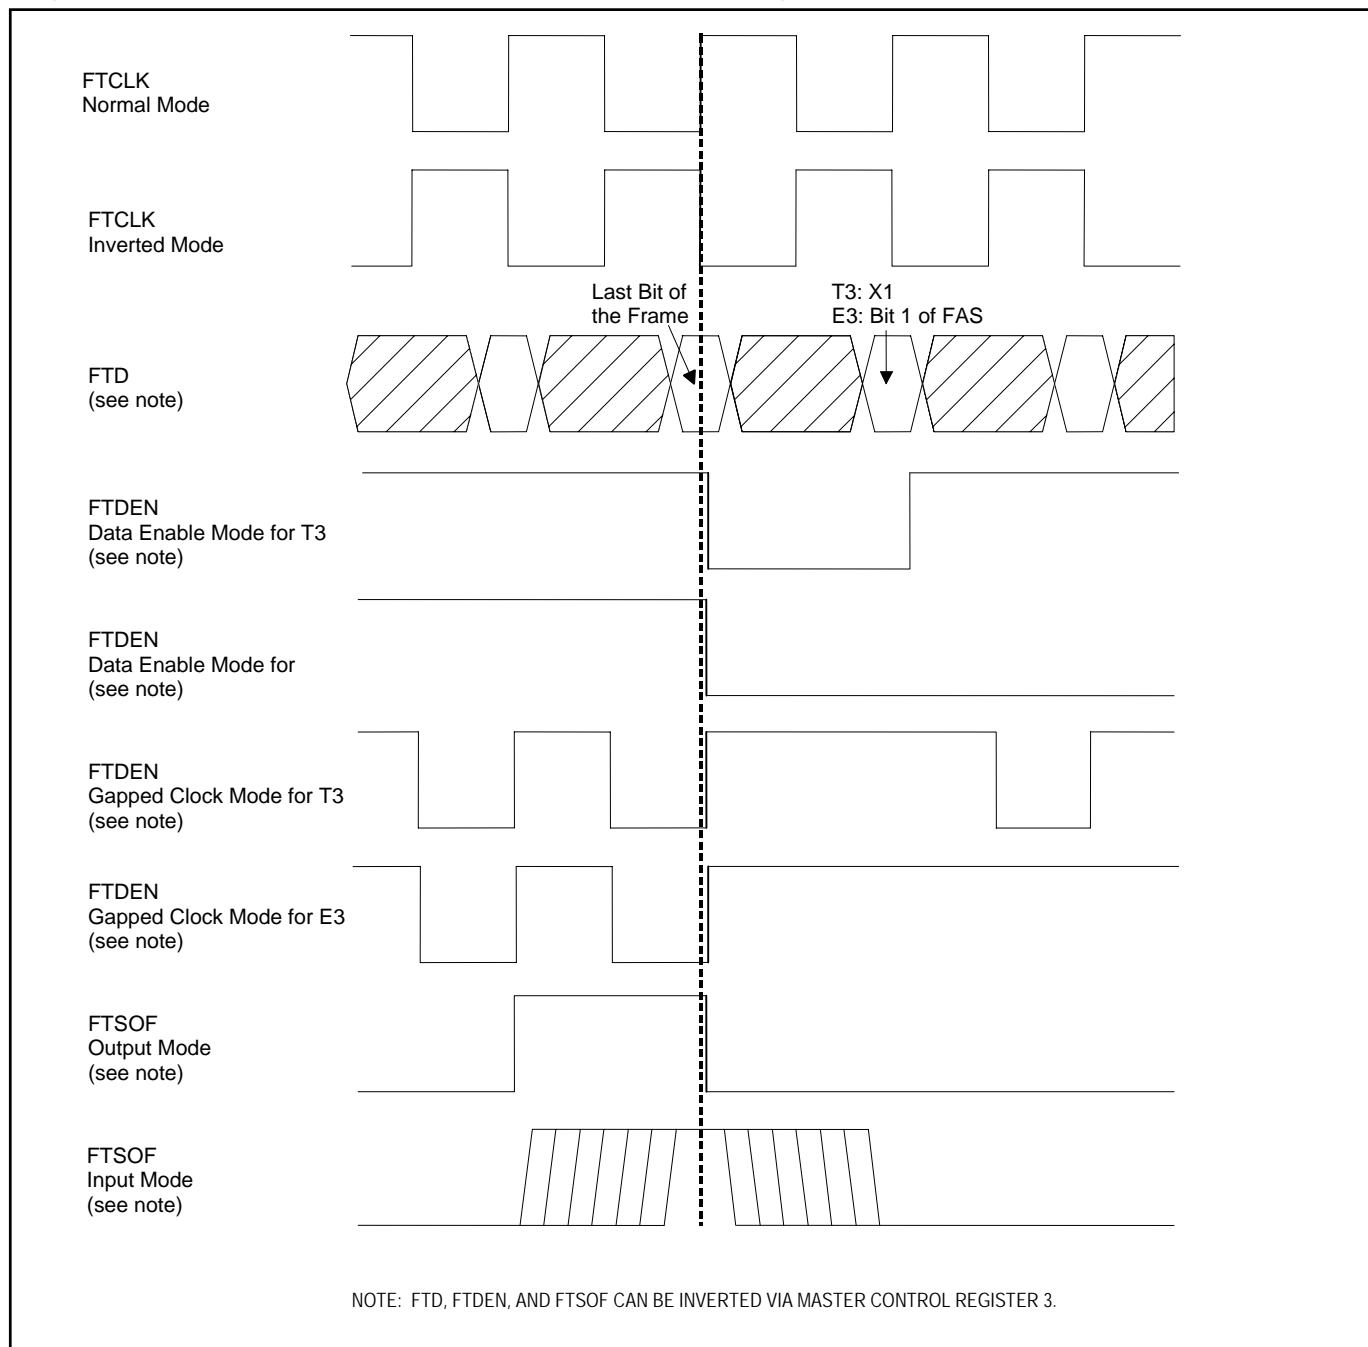 FTCLK
Normal Mode
FTCLK
Inverted Mode
Last Bit of
the Frame
T3: X1
E3: Bit 1 of FAS
FTD
(see note)
FTDEN
Data Enable Mode for T3
(see note)
FTDEN
Data Enable Mode for
(see note)
FTDEN
Gapped Clock Mode for T3
(see note)
FTDEN
Gapped Clock Mode for E3
(see note)
FTSOF
Output Mode
(see note)
FTSOF
Input Mode
(see note)
NOTE: FTD, FTDEN, AND FTSOF CAN BE INVERTED VIA MASTER CONTROL REGISTER 3.